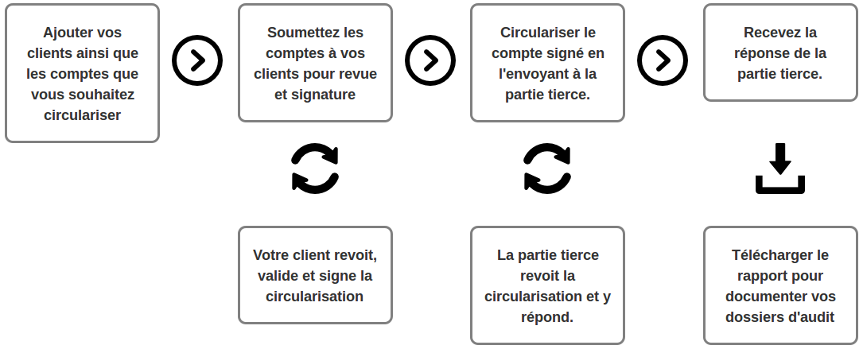 Ajouter vos
clients ainsi que
les comptes que
vous souhaitez
circulariser
Soumettez les
comptes à vos
clients pour revue
et signature
Circulariser le
compte signé en
l'envoyant à la
partie tierce.
Recevez la
réponse de la
partie tierce.
Votre client revoit,
valide et signe la
circularisation
La partie tierce
revoit la
circularisation et y
répond.
Télécharger le
rapport pour
documenter vos
dossiers d'audit